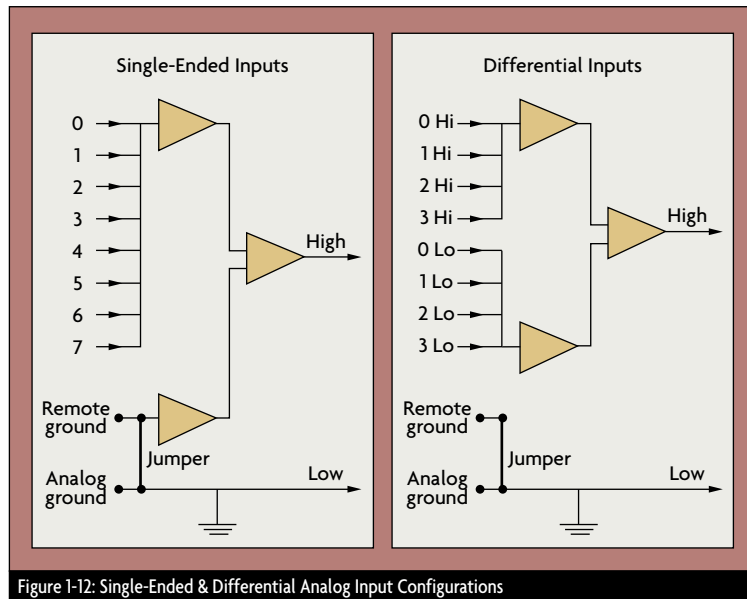 Single-Ended Inputs
0
1
2
3
4
5
6
7
High
Remote
ground
Jumper
Analog
ground
Low
Differential Inputs
0 Hi
1 Hi
2 Hi
3 Hi
0 Lo
1 Lo
2 Lo
3 Lo
High
Remote
ground
Jumper
Analog
ground
Low
Figure 1-12: Single-Ended & Differential Analog Input Configurations